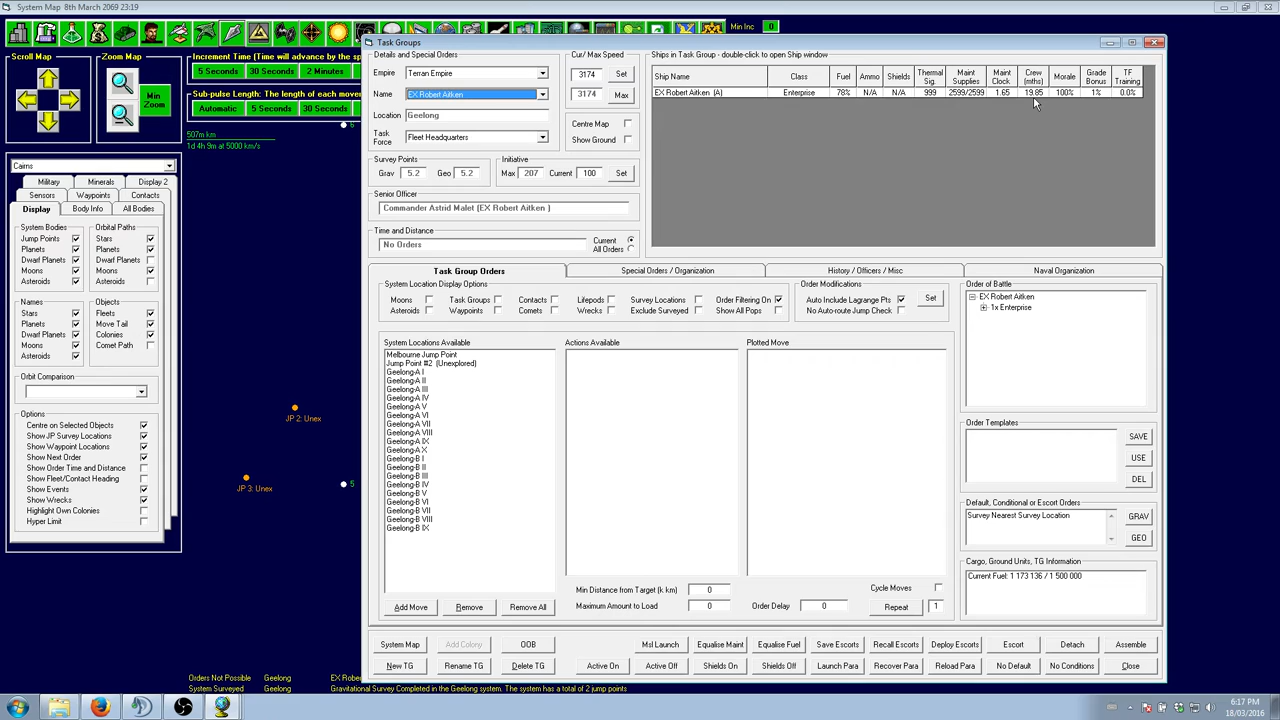 System Map   8th March 2069 23:19
Min Inc 0
Scroll Map
Zoom Map
Min
Zoom
Increment Time (Time will advance by the s
5 Seconds 30 Seconds 2 Minutes
Sub-pulse Length: The length of each mover
Automatic 5 Seconds 30 Seconds
507m km
1d 4h 9m at 5000 km/s
6
Cairns
Military Minerals Display 2
Sensors Waypoints Contacts
Display Body Info All Bodies
System Bodies Orbital Paths
Jump Points Stars
Planets Planets
Dwarf Planets Dwarf Planets
Moons Moons
Asteroids Asteroids
Names Objects
Stars Fleets
Planets Move Tail
Dwarf Planets Colonies
Moons Comet Path
Asteroids
Orbit Comparison
Options
Centre on Selected Objects
Show JP Survey Locations
Show Waypoint Locations
Show Next Order
Show Order Time and Distance
Show Fleet/Contact Heading
Show Events
Show Wrecks
Highlight Own Colonies
Hyper Limit
JP 2: Unex
JP 3: Unex
5
Orders Not Possible Geelong EX Rober
System Surveyed Geelong Gravitational Survey Completed in the Geelong system. The system has a total of 2 jump points
Task Groups
Details and Special Orders
Empire Terran Empire
Name EX Robert Aitken
Location Geelong
Task
Force Fleet Headquarters
Cur/ Max Speed
3174 Set
3174 Max
Centre Map
Show Ground
Survey Points
Grav 5.2 Geo 5.2
Initiative
Max 207 Current 100 Set
Senior Officer
Commander Astrid Malet (EX Robert Aitken )
Time and Distance
No Orders
Current
All Orders
Ships in Task Group - double-click to open Ship window
Ship Name Class Fuel Ammo Shields Thermal Sig. Maint Supplies Maint Clock Crew (mths) Morale Grade Bonus TF Training
EX Robert Aitken (A) Enterprise 78% N/A N/A 999 2599/2599 1.65 19.85 100% 1% 0.0%
Task Group Orders Special Orders / Organization History / Officers / Misc Naval Organization
System Location Display Options
Moons Task Groups Contacts Lifepods Survey Locations Order Filtering On
Asteroids Waypoints Comets Wrecks Exclude Surveyed Show All Pops
Order Modifications
Auto Include Lagrange Pts Set
No Auto-route Jump Check
System Locations Available
Melbourne Jump Point
Jump Point #2 (Unexplored)
Geelong-A I
Geelong-A II
Geelong-A III
Geelong-A IV
Geelong-A V
Geelong-A VI
Geelong-A VII
Geelong-A VIII
Geelong-A IX
Geelong-A X
Geelong-B I
Geelong-B II
Geelong-B III
Geelong-B IV
Geelong-B V
Geelong-B VI
Geelong-B VII
Geelong-B VIII
Geelong-B IX
Actions Available
Plotted Move
Min Distance from Target (k km) 0
Maximum Amount to Load 0
Order Delay 0
Cycle Moves
Repeat 1
Add Move Remove Remove All
Order of Battle
EX Robert Aitken
1x Enterprise
Order Templates
SAVE
USE
DEL
Default, Conditional or Escort Orders
Survey Nearest Survey Location
GRAV
GEO
Cargo, Ground Units, TG Information
Current Fuel: 1 173 136 / 1 500 000
System Map Add Colony OOB Msl Launch Equalise Maint Equalise Fuel Save Escorts Recall Escorts Deploy Escorts Escort Detach Assemble
New TG Rename TG Delete TG Active On Active Off Shields On Shields Off Launch Para Recover Para Reload Para No Default No Conditions Close
6:17 PM
18/03/2016